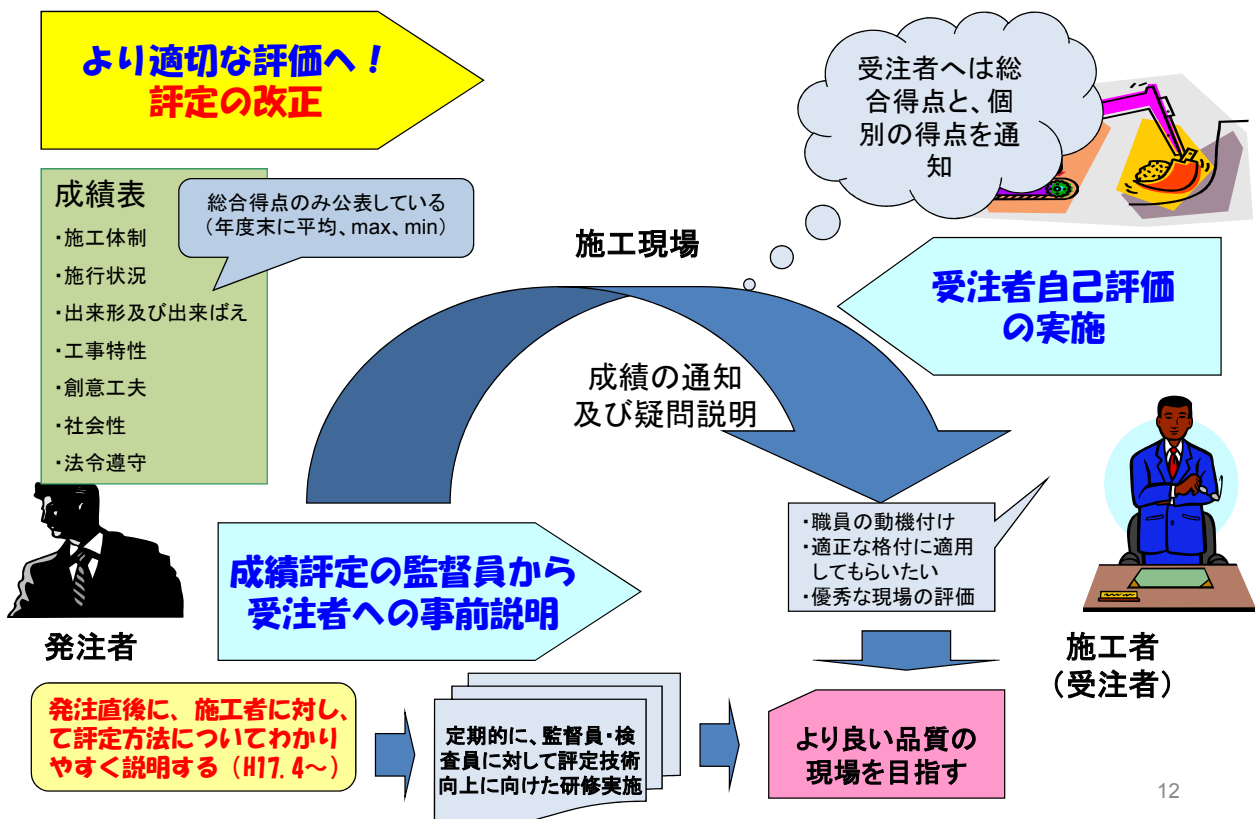 より適切な評価へ！
評定の改正
成績表
・施工体制
・施行状況
・出来形及び出来ばえ
・工事特性
・創意工夫
・社会性
・法令遵守
総合得点のみ公表している
（年度末に平均、max、min）
受注者へは総
合得点と、個
別の得点を通
知
施工現場
受注者自己評価
の実施
成績の通知
及び疑問説明
発注者
成績評定の監督員から
受注者への事前説明
・職員の動機付け
・適正な格付に適用
してもらいたい
・優秀な現場の評価
施工者
（受注者）
発注直後に、施工者に対し、
て評定方法についてわかり
やすく説明する（H17.4～）
定期的に、監督員・検
査員に対して評定技術
向上に向けた研修実施
より良い品質の
現場を目指す
12